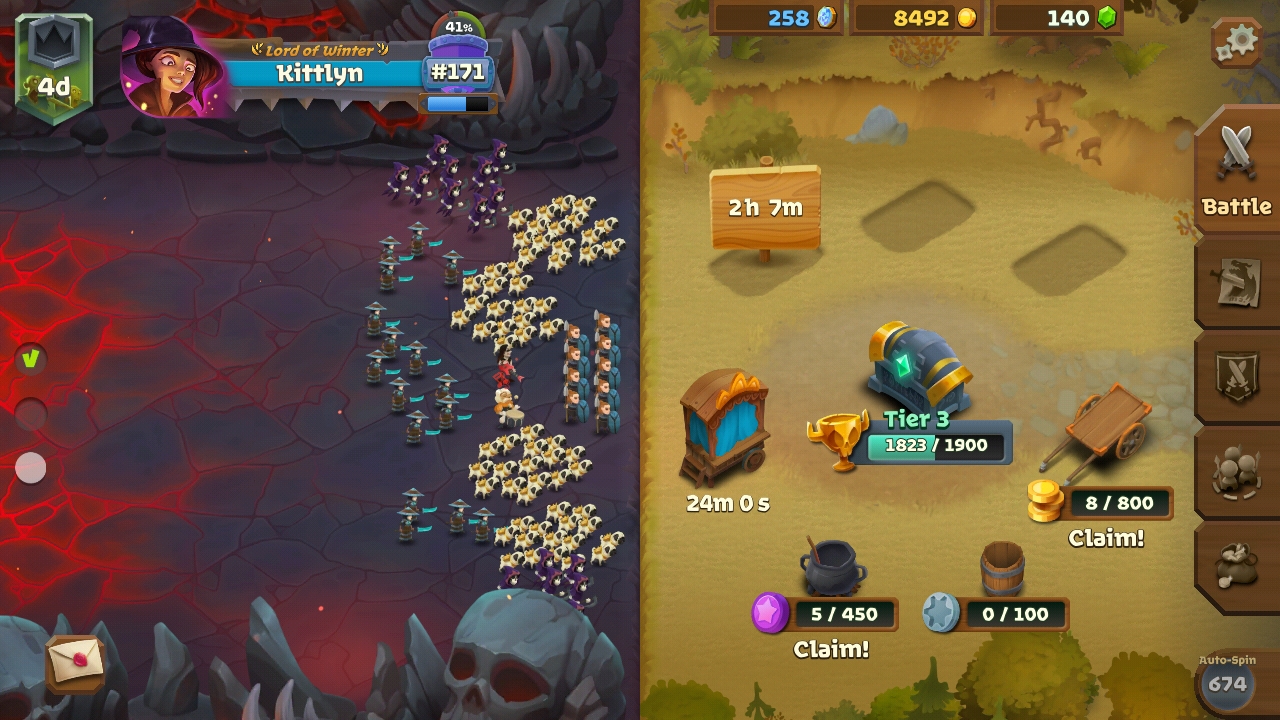 258
8492
140
41%
Lord of Winter
Kittlyn
#171
4d
Battle
2h 7m
Tier 3
1823 / 1900
24m 0 s
8 / 800
Claim!
5 / 450
0 / 100
Claim!
Auto-Spin
674